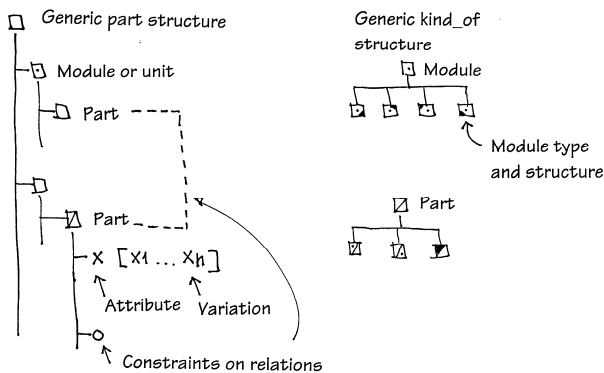 Generic part structure
Module or unit
Part
Part
X [X1 ... Xn]
Attribute
Variation
Constraints on relations
Generic kind_of
structure
Module
Module type
and structure
Part